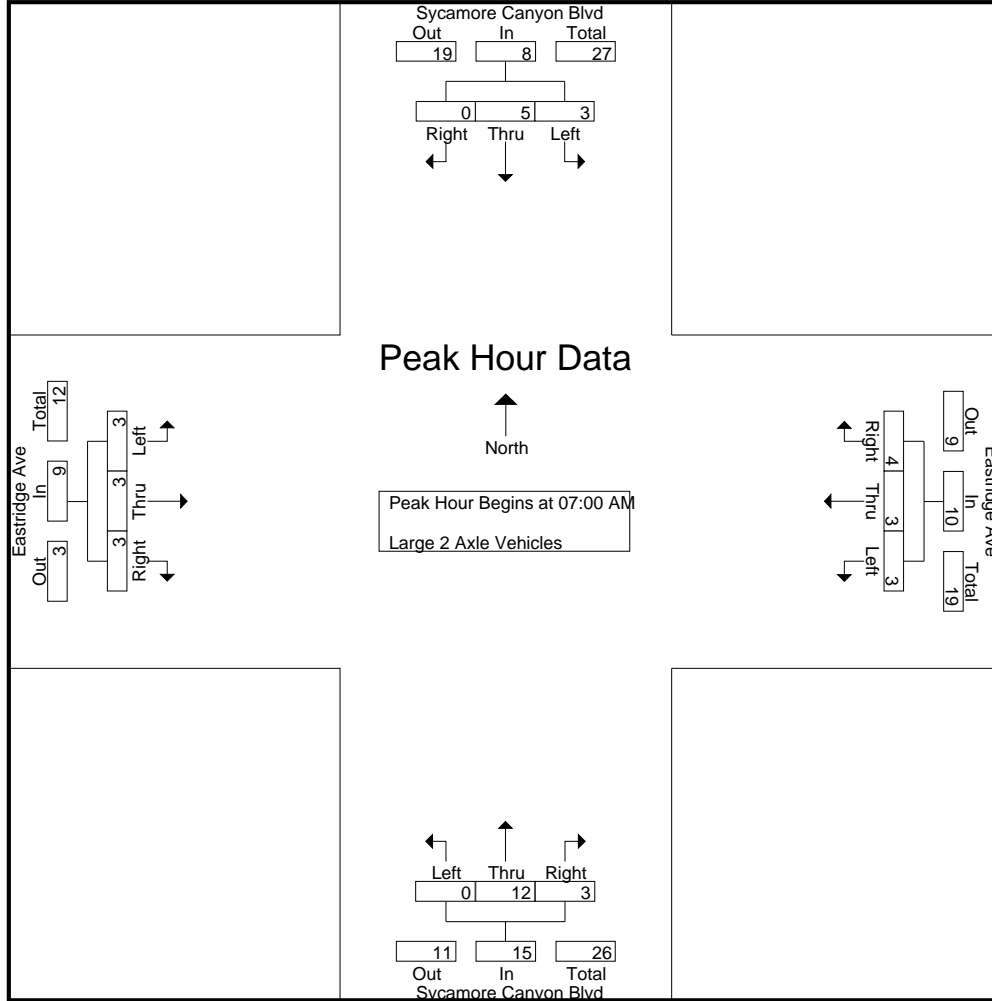 Sycamore Canyon Blvd
Out In Total
19 8 27
0 5 3
Right Thru Left
Peak Hour Data
North
Peak Hour Begins at 07:00 AM
Large 2 Axle Vehicles
Eastridge Ave
Total In Out
12 9 3
3 3 3
Left Thru Right
Right Thru Left
4 3 3
Out In Total
9 10 19
Eastridge Ave
Left Thru Right
0 12 3
11 15 26
Out In Total
Sycamore Canyon Blvd